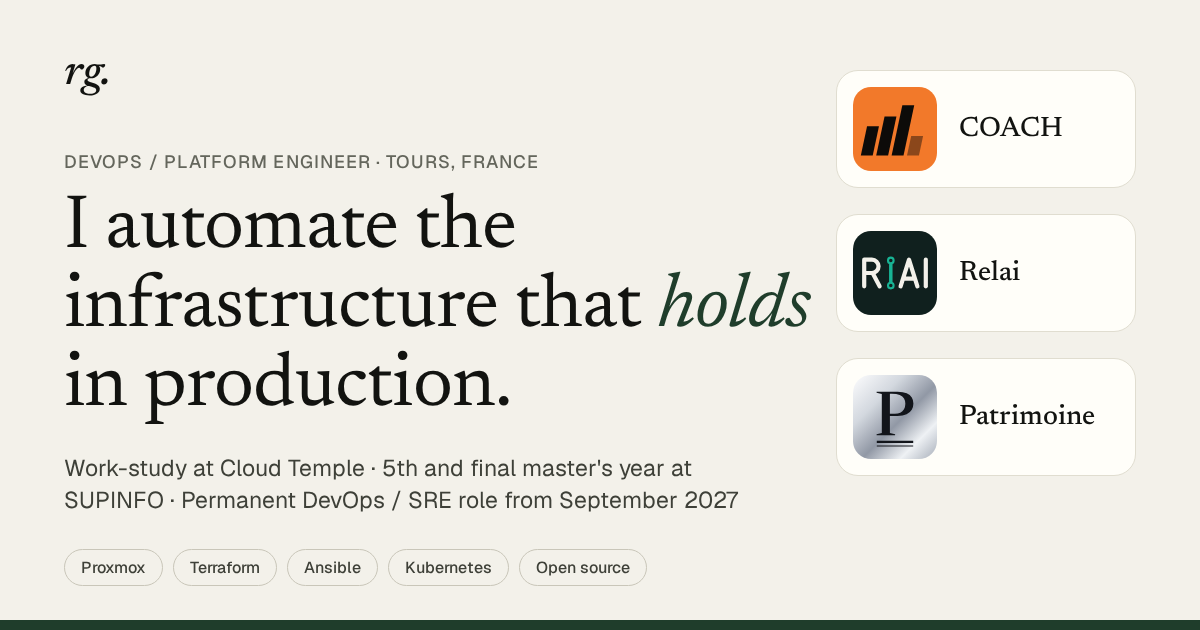 rg.
DEVOPS / PLATFORM ENGINEER · TOURS, FRANCE
I automate the
infrastructure that holds
in production.
Work-study at Cloud Temple · 5th and final master's year at
SUPINFO · Permanent DevOps / SRE role from September 2027
Proxmox
Terraform
Ansible
Kubernetes
Open source
COACH
RIAI
Relai
P
Patrimoine